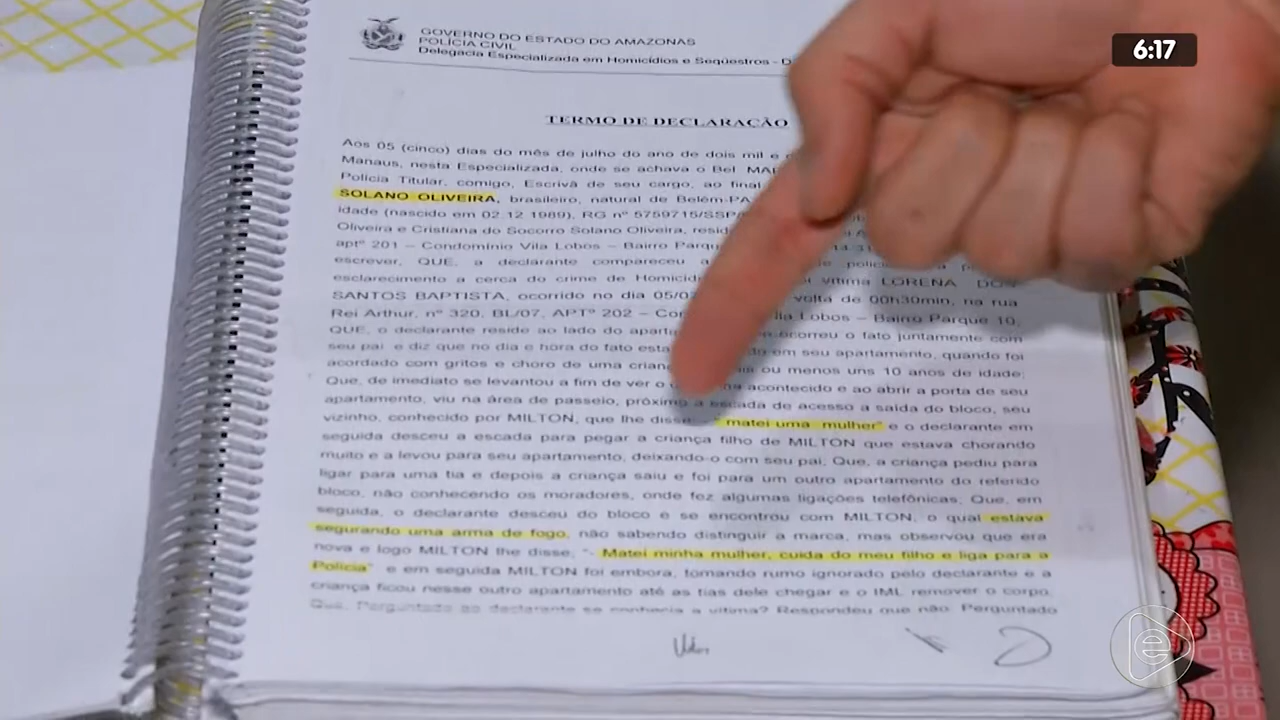 6:17
GOVERNO DO ESTADO DO AMAZONAS
POLÍCIA CIVIL
Delegacia Especializada em Homicídios e Seqüestros - D
TERMO DE DECLARAÇÃO
Aos 05 (cinco) dias do mês de julho do ano de dois mil e
Manaus, nesta Especializada, onde se achava o Bel
Polícia Titular, comigo, Escrivã de seu cargo, ao final
SOLANO OLIVEIRA, brasileiro, natural de Belém-PA
idade (nascido em 02.12.1989), RG nº 5759715/SSP/
Oliveira e Cristiana do Socorro Solano Oliveira,
aptº 201 – Condomínio Vila Lobos – Bairro
escrever, QUE, a declarante compareceu
esclarecimento a cerca do crime de vitima LORENA DOS
SANTOS BAPTISTA, ocorrido no dia volta de 00h30min, na rua
Rei Arthur, nº 320, BL/07, APTº 202 – Lobos – Bairro Parque 10,
QUE, o declarante reside ao lado do ocorreu o fato juntamente com
seu pai e diz que no dia e hora do fato em seu apartamento, quando foi
acordado com gritos e choro de uma ou menos uns 10 anos de idade;
Que, de imediato se levantou a fim de ver o acontecido e ao abrir a porta de seu
apartamento, viu na área de passeio, próximo a escada de acesso a saída do bloco, seu
vizinho, conhecido por MILTON, que lhe matei uma mulher" e o declarante em
seguida desceu a escada para pegar a criança filho de MILTON que estava chorando
muito e a levou para seu apartamento, deixando-o com seu pai; Que, a criança pediu para
ligar para uma tia e depois a criança saiu e foi para um outro apartamento do referido
bloco, não conhecendo os moradores, onde fez algumas ligações telefônicas; Que, em
seguida, o declarante desceu do bloco e se encontrou com MILTON, o qual estava
segurando uma arma de fogo, não sabendo distinguir a marca, mas observou que era
nova e logo MILTON lhe disse, "- Matei minha mulher, cuida do meu filho e liga para a
Polícia" e em seguida MILTON foi embora, tomando rumo ignorado pelo declarante e a
criança ficou nesse outro apartamento até as tias dele chegar e o IML remover o corpo.
Que, Perguntado ao declarante se conhecia a vítima? Respondeu que não. Perguntado
e